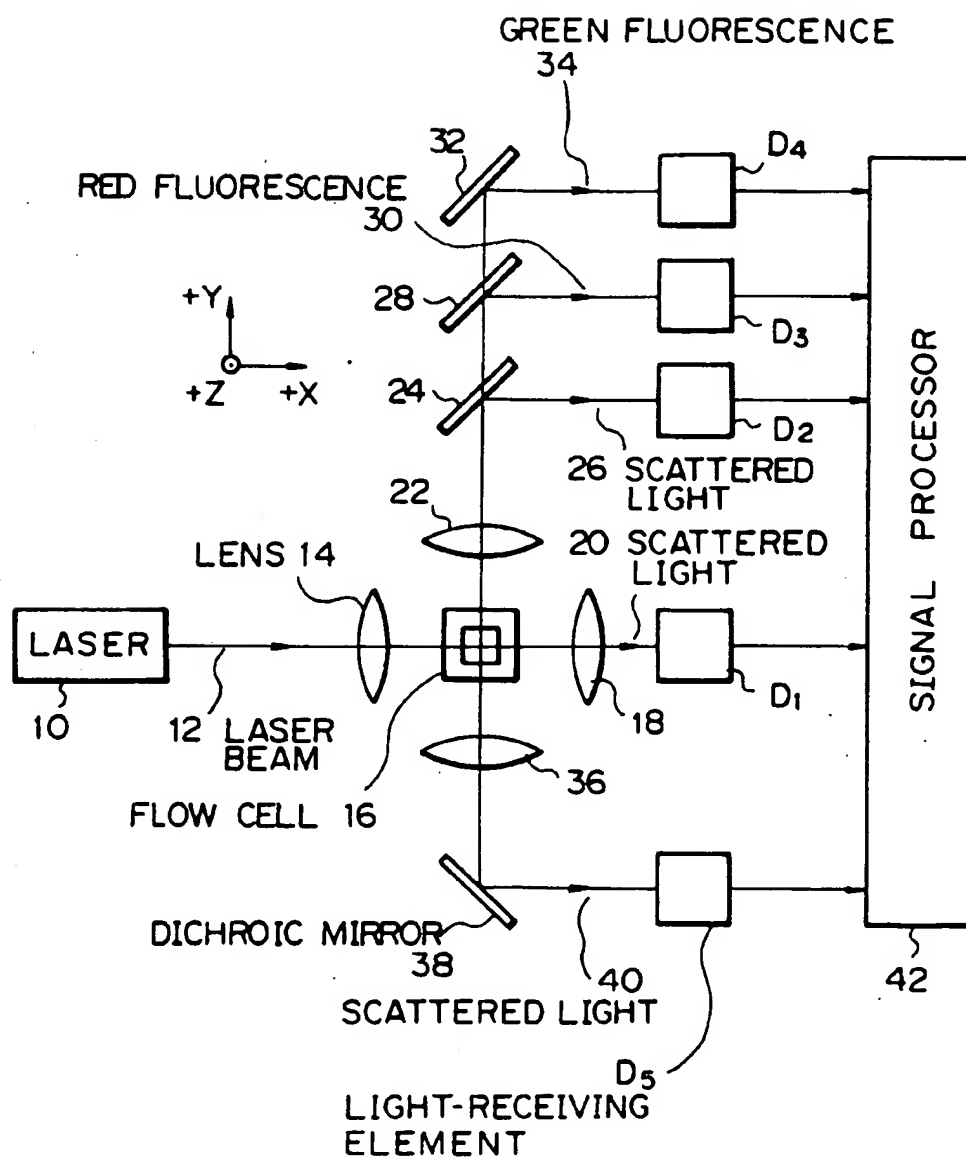 GREEN FLUORESCENCE
34
32
D4
RED FLUORESCENCE
30
28
D3
+Y
+Z
+X
24
D2
26 SCATTERED
LIGHT
22
20 SCATTERED
LIGHT
LENS 14
LASER
10
12 LASER
BEAM
18
D1
SIGNAL PROCESSOR
36
FLOW CELL 16
DICHROIC MIRROR
38
40
SCATTERED LIGHT
42
D5
LIGHT-RECEIVING
ELEMENT